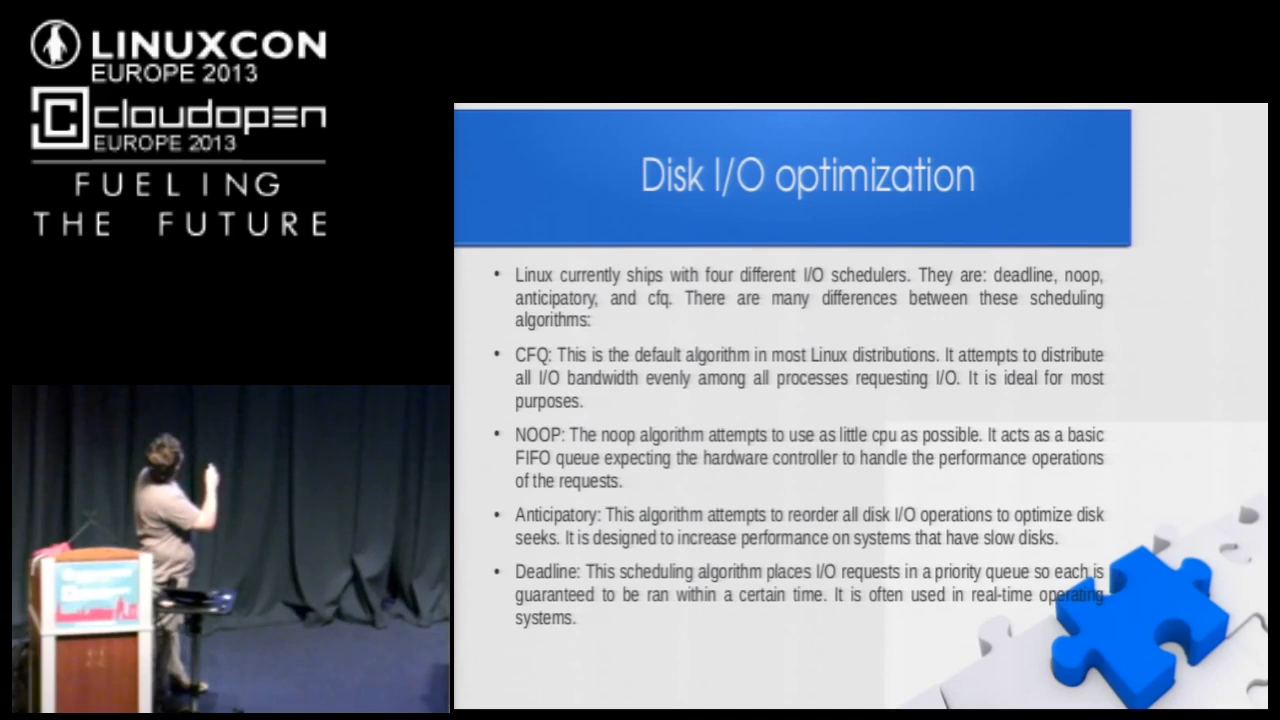 LINUXCON
EUROPE 2013
cloudopen
EUROPE 2013
FUELING
THE FUTURE
Disk I/O optimization
• Linux currently ships with four different I/O schedulers. They are: deadline, noop,
anticipatory, and cfq. There are many differences between these scheduling
algorithms:
• CFQ: This is the default algorithm in most Linux distributions. It attempts to distribute
all I/O bandwidth evenly among all processes requesting I/O. It is ideal for most
purposes.
• NOOP: The noop algorithm attempts to use as little cpu as possible. It acts as a basic
FIFO queue expecting the hardware controller to handle the performance operations
of the requests.
• Anticipatory: This algorithm attempts to reorder all disk I/O operations to optimize disk
seeks. It is designed to increase performance on systems that have slow disks.
• Deadline: This scheduling algorithm places I/O requests in a priority queue so each is
guaranteed to be ran within a certain time. It is often used in real-time operating
systems.